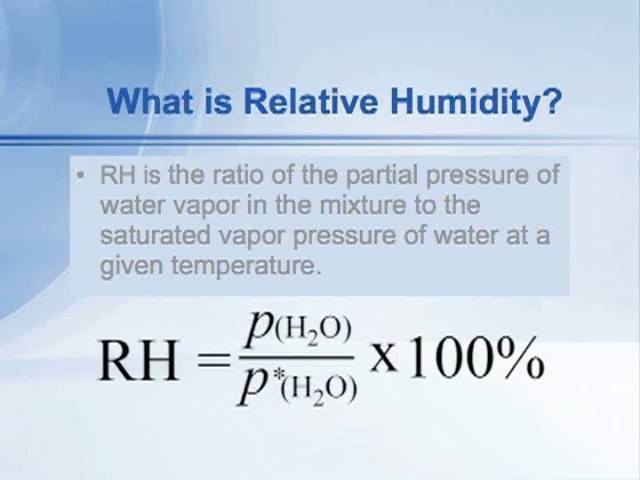 What is Relative Humidity?
• RH is the ratio of the partial pressure of
water vapor in the mixture to the
saturated vapor pressure of water at a
given temperature.
RH = p(H₂O) / p*(H₂O) x 100%